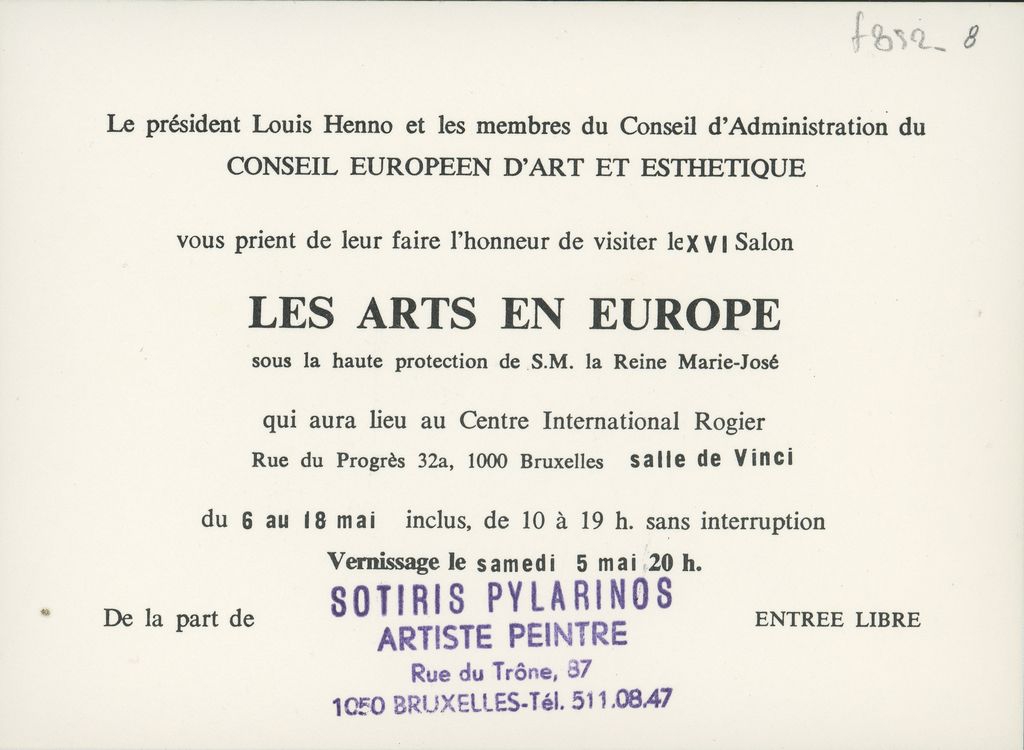 f852_ 8
Le président Louis Henno et les membres du Conseil d'Administration du
CONSEIL EUROPEEN D'ART ET ESTHETIQUE
vous prient de leur faire l'honneur de visiter le XVI Salon
LES ARTS EN EUROPE
sous la haute protection de S.M. la Reine Marie-José
qui aura lieu au Centre International Rogier
Rue du Progrès 32a, 1000 Bruxelles salle de Vinci
du 6 au 18 mai inclus, de 10 à 19 h. sans interruption
Vernissage le samedi 5 mai 20 h.
De la part de
SOTIRIS PYLARINOS
ARTISTE PEINTRE
Rue du Trône, 87
1050 BRUXELLES-Tél. 511.08.47
ENTREE LIBRE